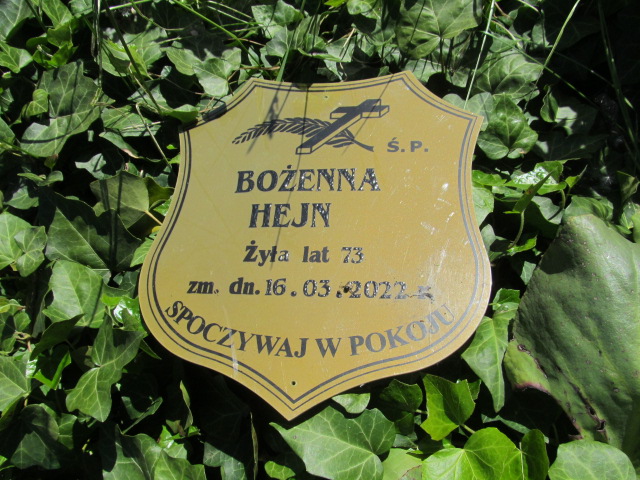 Ś.P.
BOŻENNA
HEJN
Żyła lat 73
zm. dn. 16.03.2022 r.
SPOCZYWAJ W POKOJU